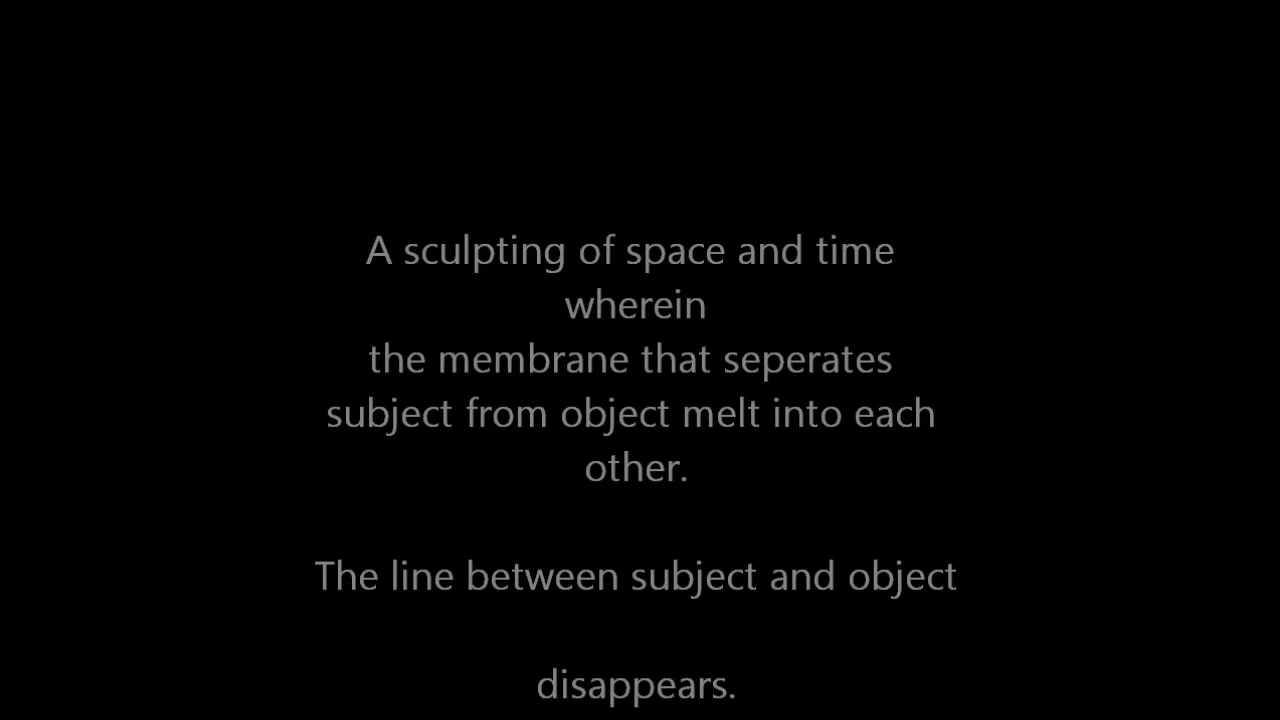 A sculpting of space and time
wherein
the membrane that seperates
subject from object melt into each
other.
The line between subject and object
disappears.